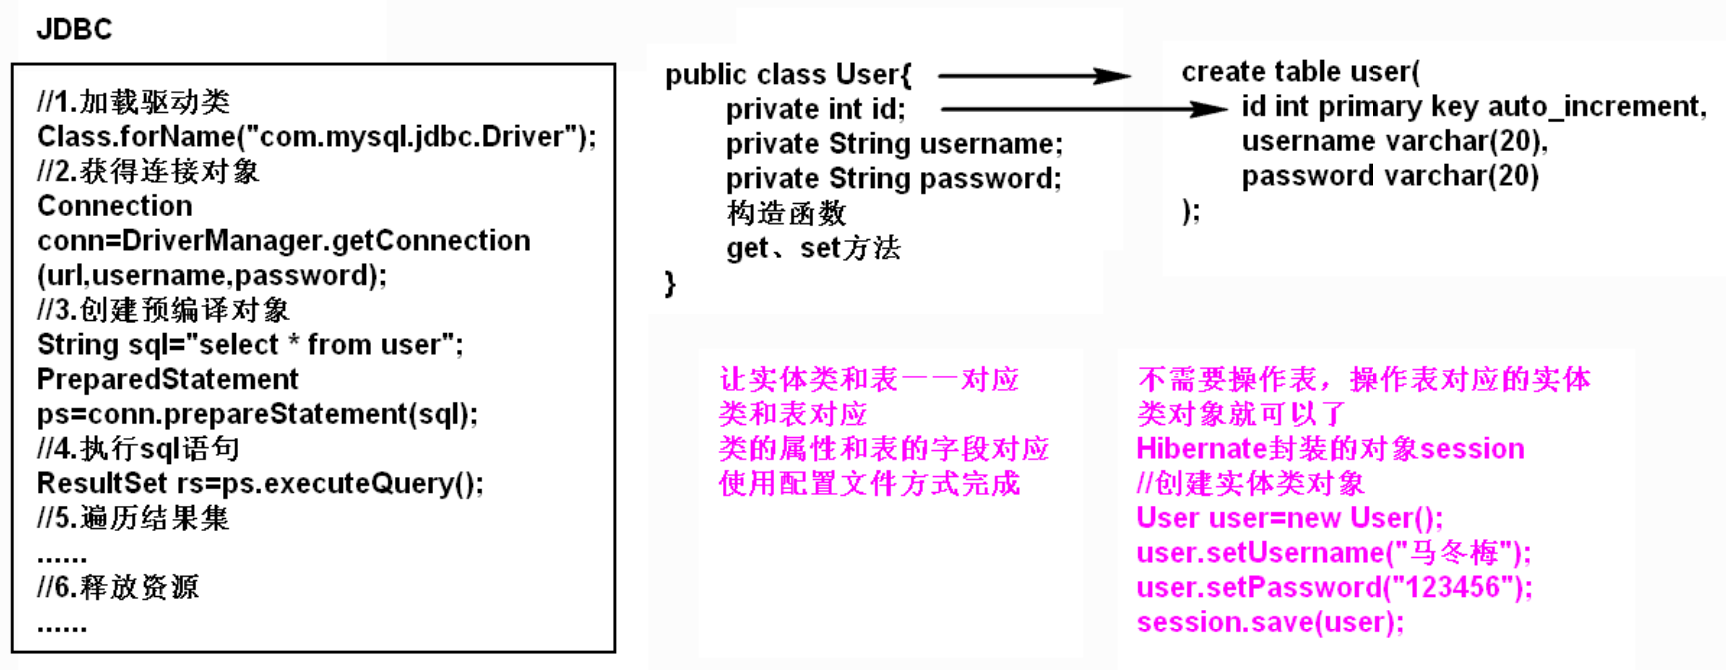 JDBC
//1.加载驱动类
Class.forName("com.mysql.jdbc.Driver");
//2.获得连接对象
Connection
conn=DriverManager.getConnection
(url,username,password);
//3.创建预编译对象
String sql="select * from user";
PreparedStatement
ps=conn.prepareStatement(sql);
//4.执行sql语句
ResultSet rs=ps.executeQuery();
//5.遍历结果集
......
//6.释放资源
......
public class User{
private int id;
private String username;
private String password;
构造函数
get、set方法
}
create table user(
id int primary key auto_increment,
username varchar(20),
password varchar(20)
);
让实体类和表一一对应
类和表对应
类的属性和表的字段对应
使用配置文件方式完成
不需要操作表，操作表对应的实体
类对象就可以了
Hibernate封装的对象session
//创建实体类对象
User user=new User();
user.setUsername("马冬梅");
user.setPassword("123456");
session.save(user);